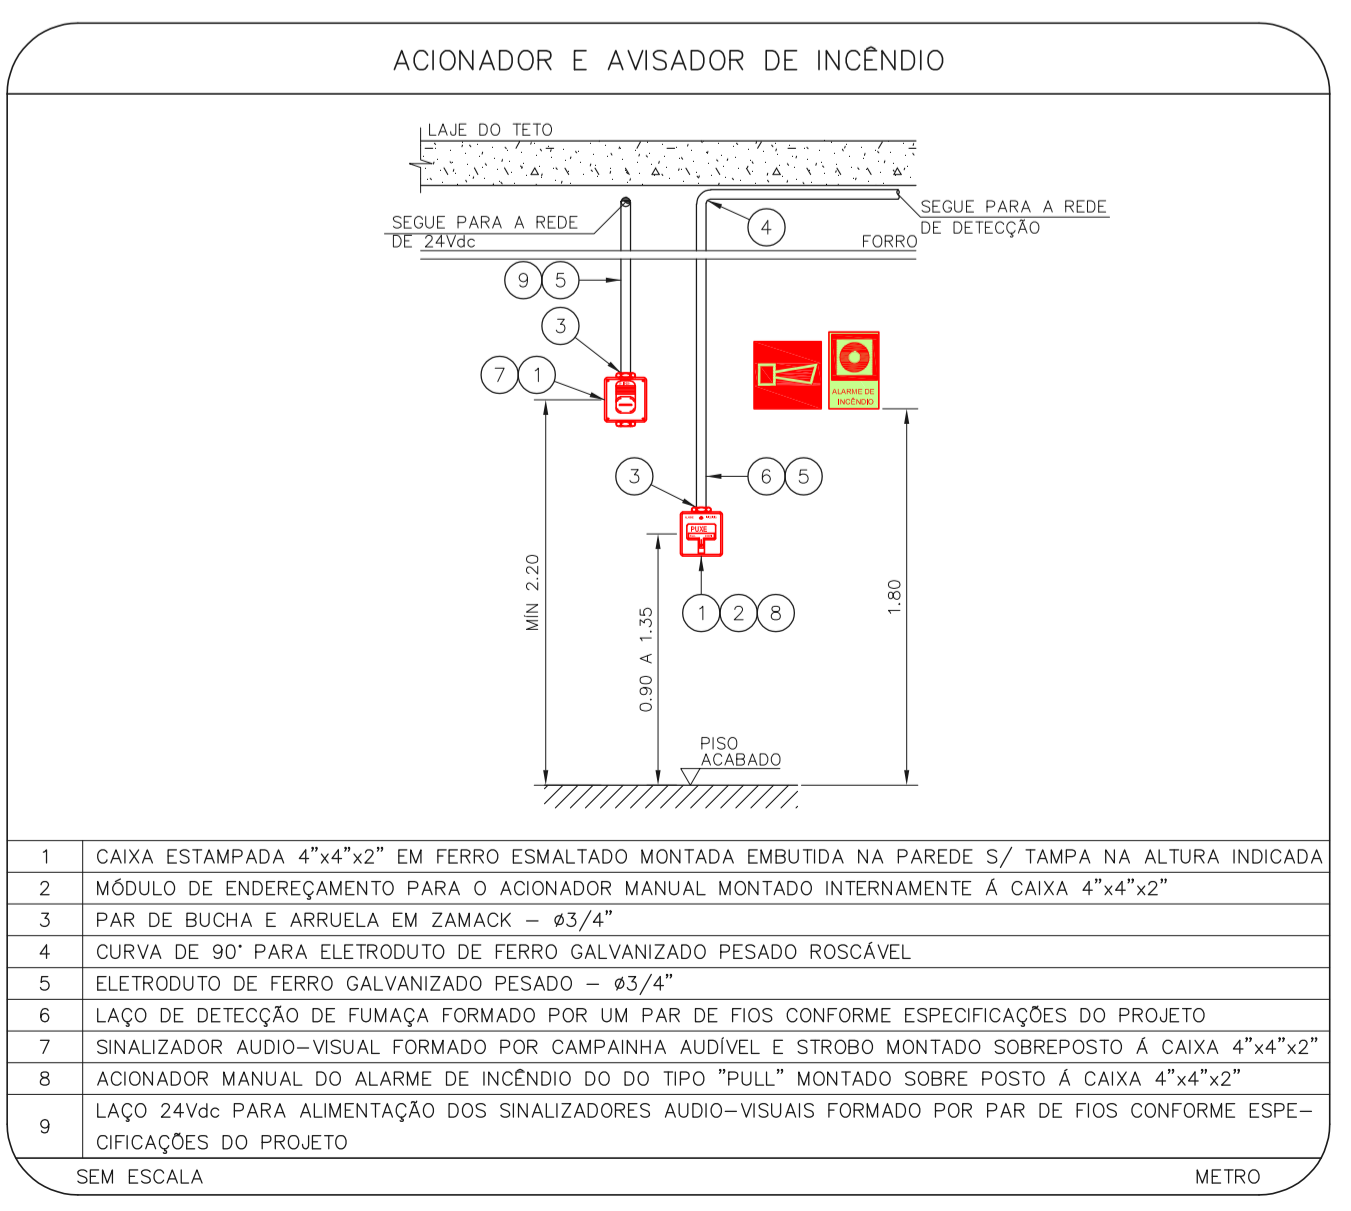 ACIONADOR E AVISADOR DE INCÊNDIO
LAJE DO TETO
SEGUE PARA A REDE
DE 24Vdc
SEGUE PARA A REDE
DE DETECÇÃO
4
FORRO
9 5
3
7 1
ALARME DE
INCÊNDIO
3
6 5
PUXE
1 2 8
MÍN 2.20
0.90 A 1.35
1.80
PISO
ACABADO
1 CAIXA ESTAMPADA 4"x4"x2" EM FERRO ESMALTADO MONTADA EMBUTIDA NA PAREDE S/ TAMPA NA ALTURA INDICADA
2 MÓDULO DE ENDEREÇAMENTO PARA O ACIONADOR MANUAL MONTADO INTERNAMENTE Á CAIXA 4"x4"x2"
3 PAR DE BUCHA E ARRUELA EM ZAMACK – ø3/4"
4 CURVA DE 90° PARA ELETRODUTO DE FERRO GALVANIZADO PESADO ROSCÁVEL
5 ELETRODUTO DE FERRO GALVANIZADO PESADO – ø3/4"
6 LAÇO DE DETECÇÃO DE FUMAÇA FORMADO POR UM PAR DE FIOS CONFORME ESPECIFICAÇÕES DO PROJETO
7 SINALIZADOR AUDIO–VISUAL FORMADO POR CAMPAINHA AUDÍVEL E STROBO MONTADO SOBREPOSTO Á CAIXA 4"x4"x2"
8 ACIONADOR MANUAL DO ALARME DE INCÊNDIO DO DO TIPO "PULL" MONTADO SOBRE POSTO Á CAIXA 4"x4"x2"
9 LAÇO 24Vdc PARA ALIMENTAÇÃO DOS SINALIZADORES AUDIO–VISUAIS FORMADO POR PAR DE FIOS CONFORME ESPE–
CIFICAÇÕES DO PROJETO
SEM ESCALA
METRO